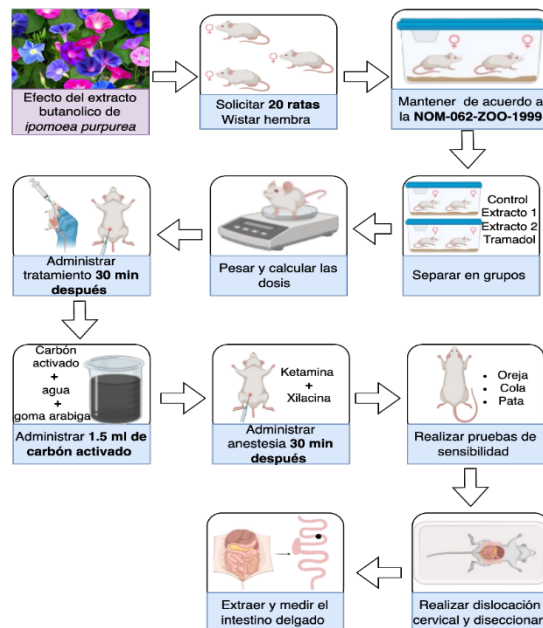 Efecto del extracto
butanolico de
ipomoea purpurea
Solicitar 20 ratas
Wistar hembra
Mantener de acuerdo a
la NOM-062-ZOO-1999
Control
Extracto 1
Extracto 2
Tramadol
Separar en grupos
Pesar y calcular las
dosis
Administrar
tratamiento 30 min
después
Carbón
activado
+
agua
+
goma arabiga
Administrar 1.5 ml de
carbón activado
Ketamina
+
Xilacina
Administrar
anestesia 30 min
después
• Oreja
• Cola
• Pata
Realizar pruebas de
sensibilidad
Realizar dislocación
cervical y diseccionar
Extraer y medir el
intestino delgado